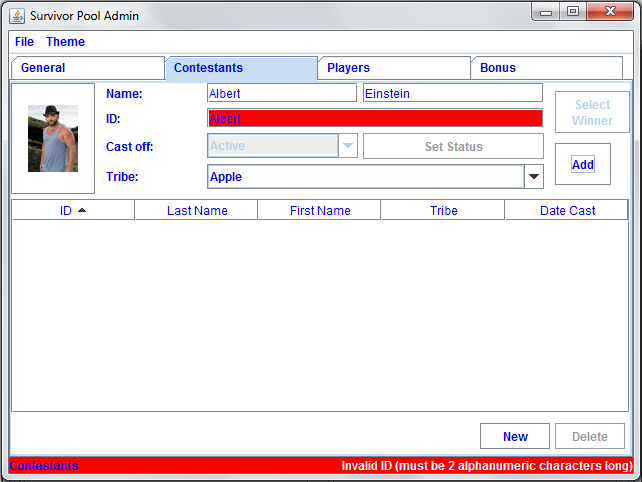 Survivor Pool Admin
File Theme
General Contestants Players Bonus
Name: Albert Einstein
Select Winner
ID: Albert
Cast off: Active Set Status
Add
Tribe: Apple
ID Last Name First Name Tribe Date Cast
New Delete
Contestants Invalid ID (must be 2 alphanumeric characters long)